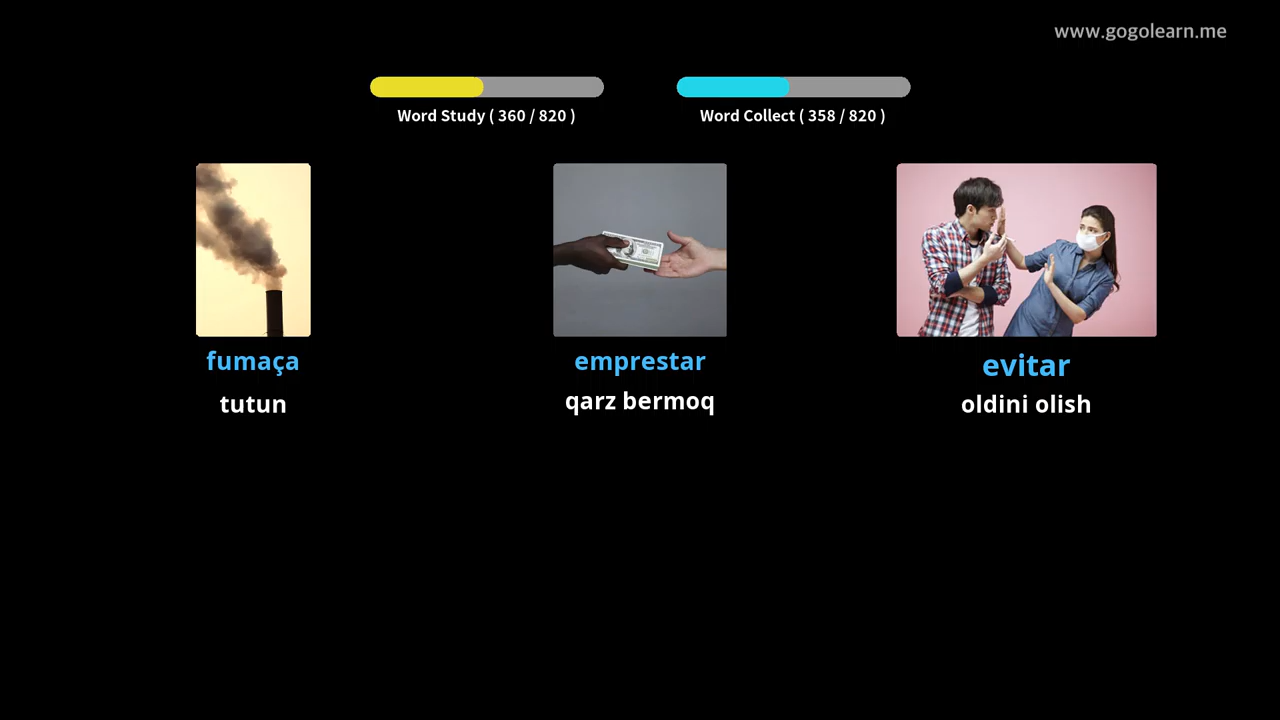 www.gogolearn.me
Word Study ( 360 / 820 )
Word Collect ( 358 / 820 )
fumaça
tutun
emprestar
qarz bermoq
evitar
oldini olish